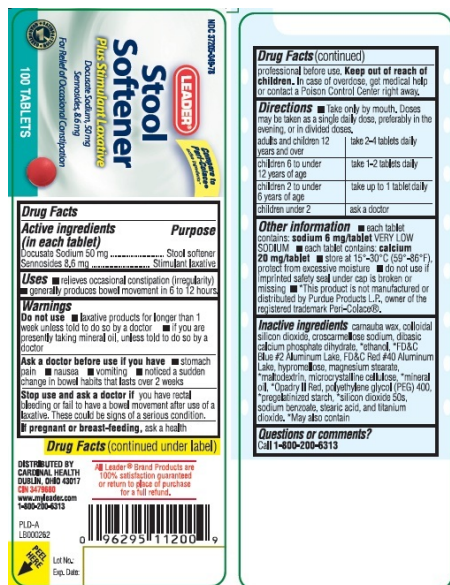 NDC 37205-649-78
LEADER®
Compare to
Peri-Colace®
active ingredients*
Stool
Softener
Plus Stimulant Laxative
Docusate Sodium, 50 mg
Sennosides, 8.6 mg
For Relief of Occasional Constipation
100 TABLETS
Drug Facts
Active ingredients Purpose
(in each tablet)
Docusate Sodium 50 mg ............ Stool softener
Sennosides 8.6 mg .................. Stimulant laxative
Uses ■ relieves occasional constipation (irregularity)
■ generally produces bowel movement in 6 to 12 hours.
Warnings
Do not use ■ laxative products for longer than 1
week unless told to do so by a doctor ■ if you are
presently taking mineral oil, unless told to do so by a
doctor
Ask a doctor before use if you have ■ stomach
pain ■ nausea ■ vomiting ■ noticed a sudden
change in bowel habits that lasts over 2 weeks
Stop use and ask a doctor if you have rectal
bleeding or fail to have a bowel movement after use of a
laxative. These could be signs of a serious condition.
If pregnant or breast-feeding, ask a health
Drug Facts (continued under label)
DISTRIBUTED BY
CARDINAL HEALTH
DUBLIN, OHIO 43017
CIN 3479680
www.myleader.com
1-800-200-6313
All Leader® Brand Products are
100% satisfaction guaranteed
or return to place of purchase
for a full refund.
PLD-A
LB000262
0 96295 11200 9
PEEL
HERE
Lot No.:
Exp. Date:
Drug Facts (continued)
professional before use. Keep out of reach of
children. In case of overdose, get medical help
or contact a Poison Control Center right away.
Directions ■ Take only by mouth. Doses
may be taken as a single daily dose, preferably in the
evening, or in divided doses.
adults and children 12 take 2-4 tablets daily
years and over
children 6 to under take 1-2 tablets daily
12 years of age
children 2 to under take up to 1 tablet daily
6 years of age
children under 2 ask a doctor
Other information ■ each tablet
contains: sodium 6 mg/tablet VERY LOW
SODIUM ■ each tablet contains: calcium
20 mg/tablet ■ store at 15°-30°C (59°-86°F).
protect from excessive moisture ■ do not use if
imprinted safety seal under cap is broken or
missing ■ *This product is not manufactured or
distributed by Purdue Products L.P., owner of the
registered trademark Peri-Colace®.
Inactive ingredients carnauba wax, colloidal
silicon dioxide, croscarmellose sodium, dibasic
calcium phosphate dihydrate, *ethanol, *FD&C
Blue #2 Aluminum Lake, FD&C Red #40 Aluminum
Lake, hypromellose, magnesium stearate,
*maltodextrin, microcrystalline cellulose, *mineral
oil, *Opadry II Red, polyethylene glycol (PEG) 400,
*pregelatinized starch, *silicon dioxide 50s,
sodium benzoate, stearic acid, and titanium
dioxide. *May also contain
Questions or comments?
Call 1-800-200-6313